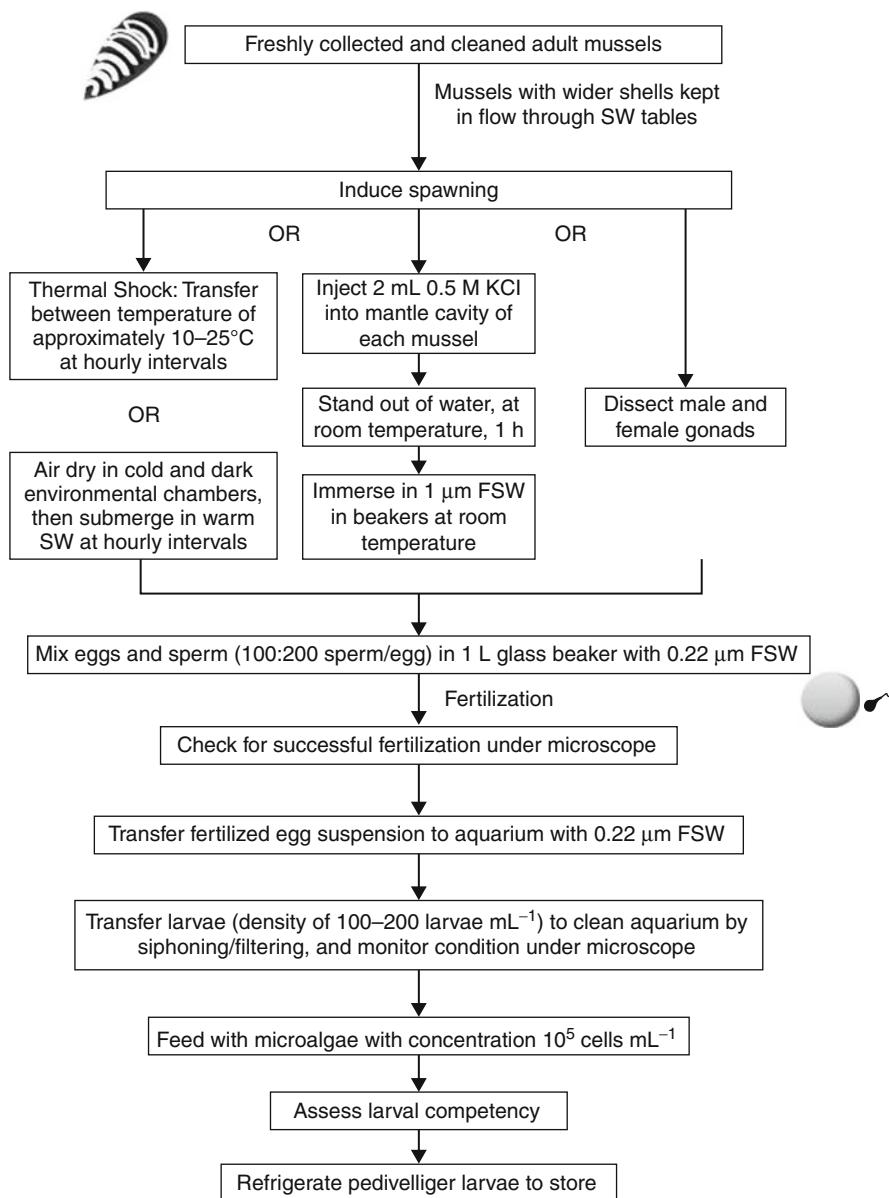 Freshly collected and cleaned adult mussels
Mussels with wider shells kept
in flow through SW tables
Induce spawning
OR
OR
Thermal Shock: Transfer
between temperature of
approximately 10–25°C
at hourly intervals
Inject 2 mL 0.5 M KCl
into mantle cavity of
each mussel
OR
Stand out of water, at
room temperature, 1 h
Dissect male and
female gonads
Air dry in cold and dark
environmental chambers,
then submerge in warm
SW at hourly intervals
Immerse in 1 μm FSW
in beakers at room
temperature
Mix eggs and sperm (100:200 sperm/egg) in 1 L glass beaker with 0.22 μm FSW
Fertilization
Check for successful fertilization under microscope
Transfer fertilized egg suspension to aquarium with 0.22 μm FSW
Transfer larvae (density of 100–200 larvae mL⁻¹) to clean aquarium by
siphoning/filtering, and monitor condition under microscope
Feed with microalgae with concentration 10⁵ cells mL⁻¹
Assess larval competency
Refrigerate pedivelliger larvae to store